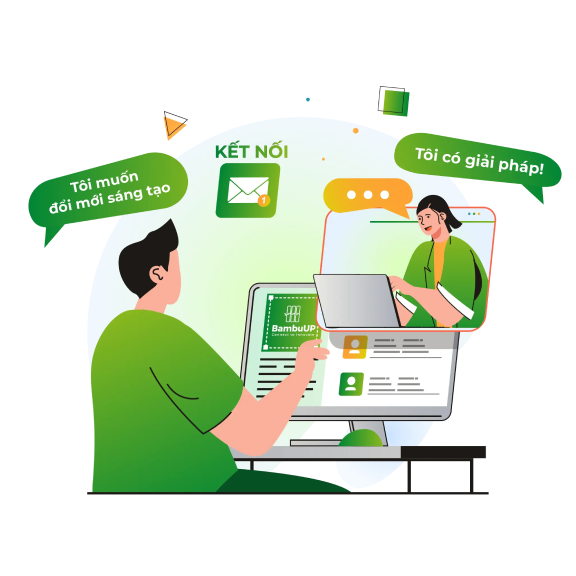 KẾT NỐI
Tôi muốn
đổi mới sáng tạo
Tôi có giải pháp!
1
BambuUP